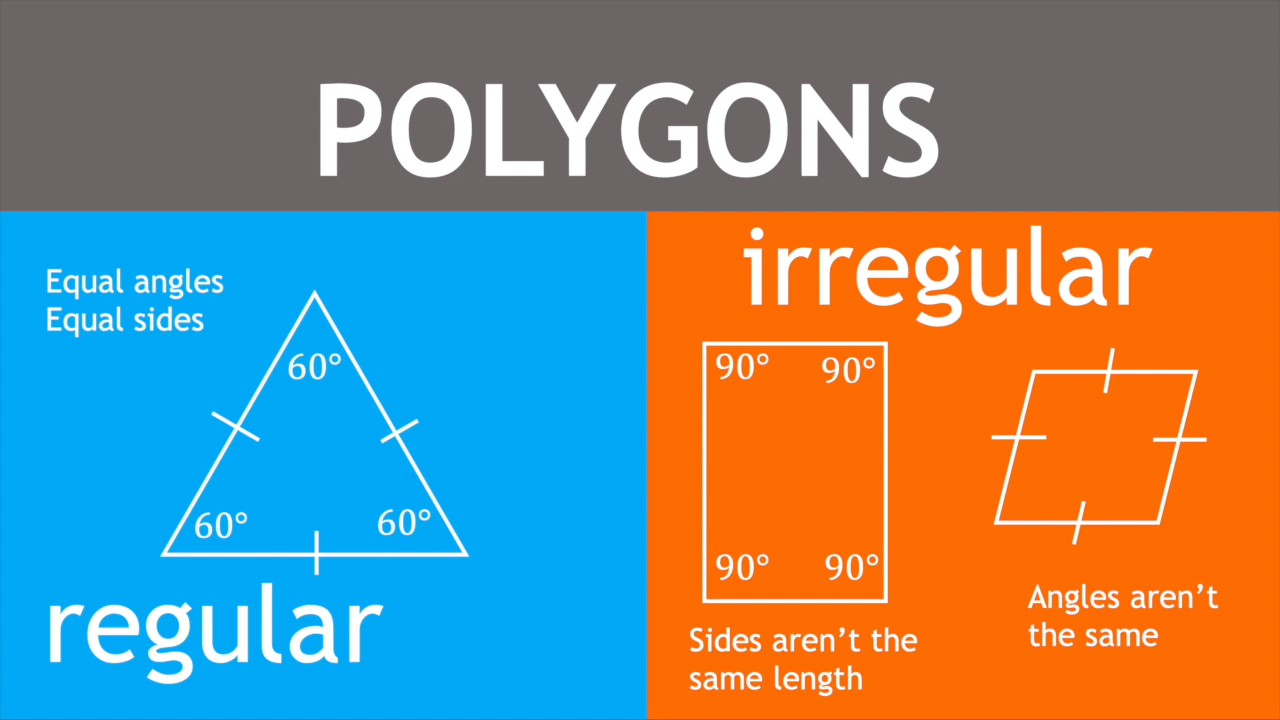 POLYGONS
Equal angles
Equal sides
60°
60°
60°
regular
irregular
90°
90°
90°
90°
Sides aren’t the
same length
Angles aren’t
the same